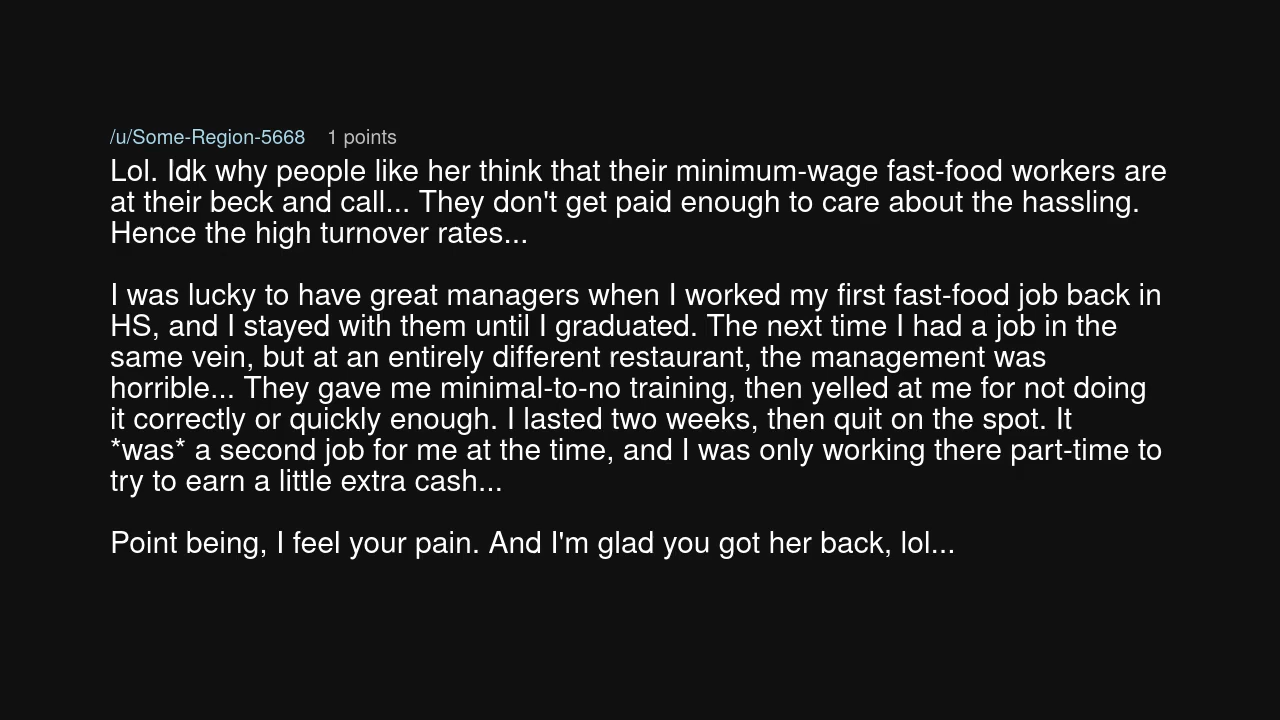 /u/Some-Region-5668 1 points
Lol. Idk why people like her think that their minimum-wage fast-food workers are
at their beck and call... They don't get paid enough to care about the hassling.
Hence the high turnover rates...
I was lucky to have great managers when I worked my first fast-food job back in
HS, and I stayed with them until I graduated. The next time I had a job in the
same vein, but at an entirely different restaurant, the management was
horrible... They gave me minimal-to-no training, then yelled at me for not doing
it correctly or quickly enough. I lasted two weeks, then quit on the spot. It
*was* a second job for me at the time, and I was only working there part-time to
try to earn a little extra cash...
Point being, I feel your pain. And I'm glad you got her back, lol...